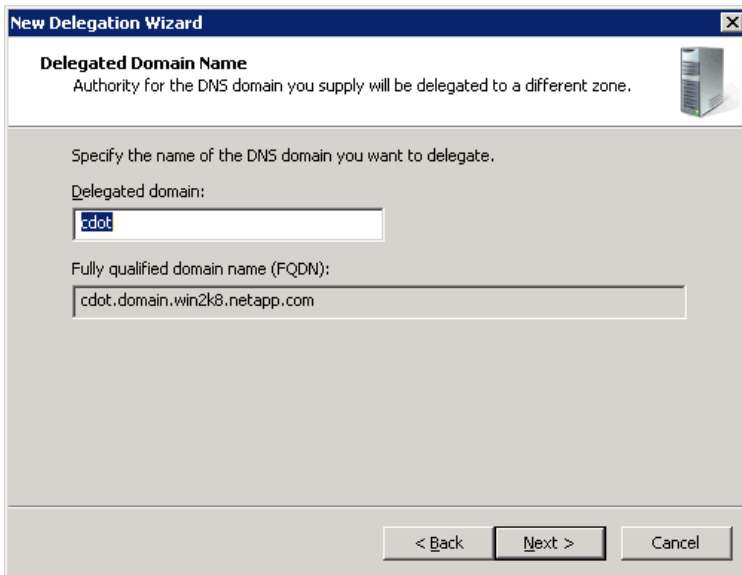 New Delegation Wizard
Delegated Domain Name
Authority for the DNS domain you supply will be delegated to a different zone.
Specify the name of the DNS domain you want to delegate.
Delegated domain:
cdot
Fully qualified domain name (FQDN):
cdot.domain.win2k8.netapp.com
< Back
Next >
Cancel